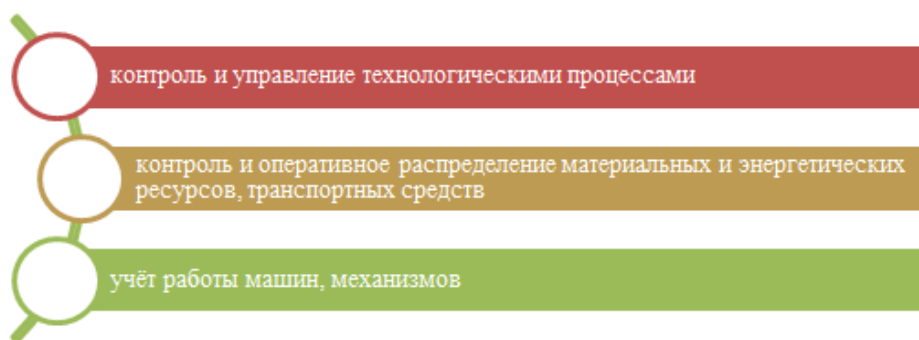 контроль и управление технологическими процессами
контроль и оперативное распределение материальных и энергетических
ресурсов, транспортных средств
учёт работы машин, механизмов